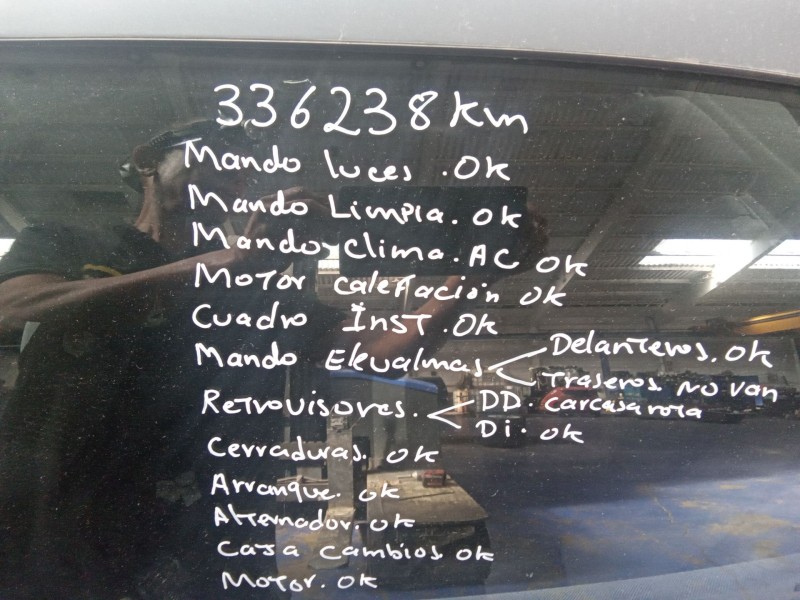 336238 km
Mando luces . OK
Mando Limpia. OK
Mando Clima. AC OK
Motor calefación OK
Cuadro INST. OK
Mando Elevalnas
Delanteros. OK
Traseros NO van
Retrovisores.
DD. carcasa rota
Di. OK
Cerraduras. OK
Arranque. OK
Alternador. OK
Caja Cambios OK
Motor. OK